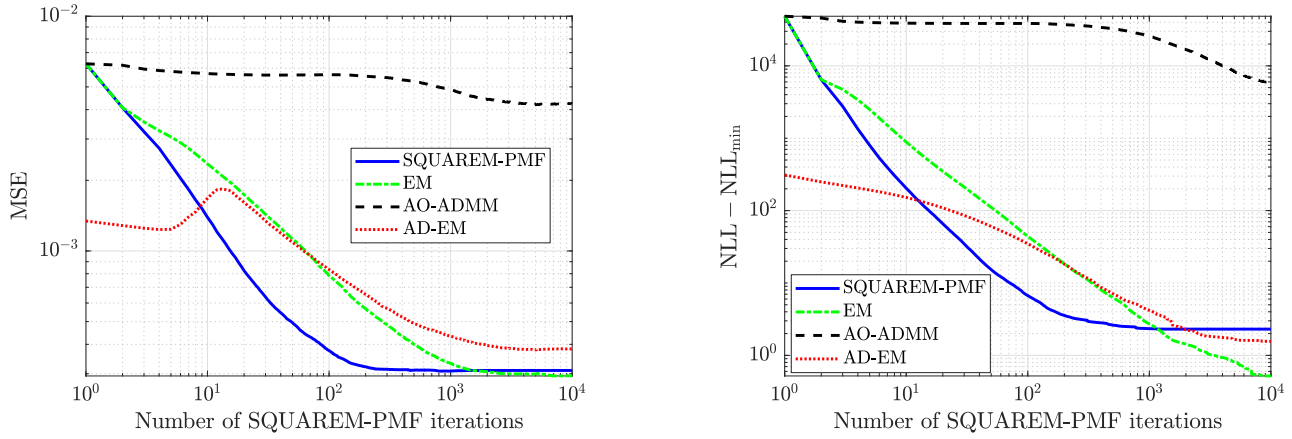 10^-2
10^-3
MSE
SQUAREM-PMF
EM
AO-ADMM
AD-EM
10^0 10^1 10^2 10^3 10^4
Number of SQUAREM-PMF iterations
10^4
10^2
10^0
NLL − NLL_min
SQUAREM-PMF
EM
AO-ADMM
AD-EM
10^0 10^1 10^2 10^3 10^4
Number of SQUAREM-PMF iterations